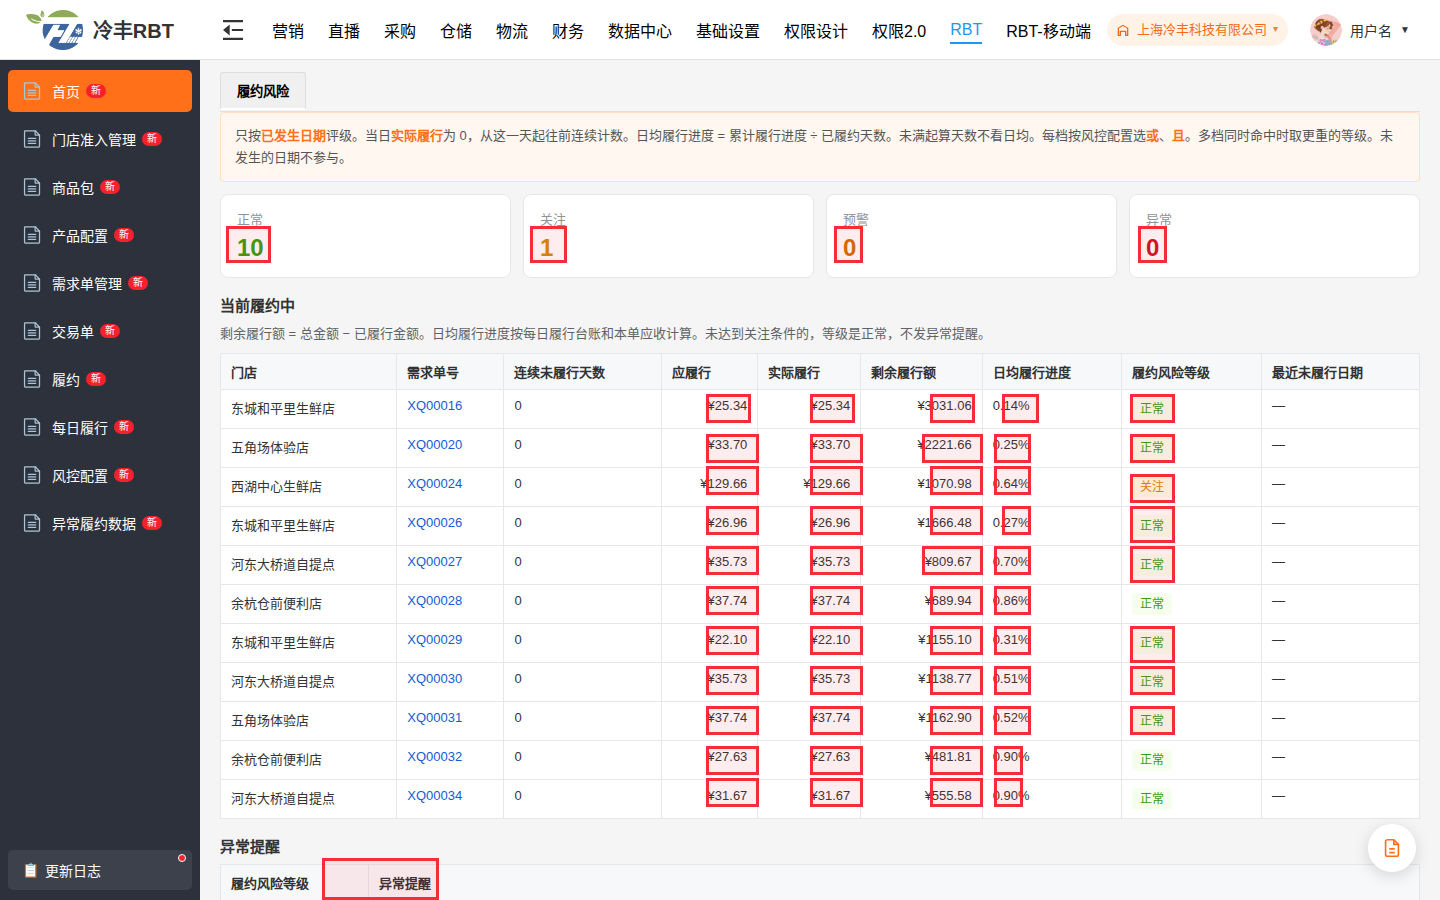 冷丰RBT
营销 直播 采购 仓储 物流 财务 数据中心 基础设置 权限设计 权限2.0 RBT RBT-移动端 上海冷丰科技有限公司 ▾ 用户名 ▼
首页 新
门店准入管理 新
商品包 新
产品配置 新
需求单管理 新
交易单 新
履约 新
每日履行 新
风控配置 新
异常履约数据 新
更新日志
履约风险
只按已发生日期评级。当日实际履行为 0，从这一天起往前连续计数。日均履行进度 = 累计履行进度 ÷ 已履约天数。未满起算天数不看日均。每档按风控配置选或、且。多档同时命中时取更重的等级。未
发生的日期不参与。
正常 关注 预警 异常
10 1 0 0
当前履约中
剩余履行额 = 总金额 − 已履行金额。日均履行进度按每日履行台账和本单应收计算。未达到关注条件的，等级是正常，不发异常提醒。
门店 需求单号 连续未履行天数 应履行 实际履行 剩余履行额 日均履行进度 履约风险等级 最近未履行日期
东城和平里生鲜店 XQ00016 0 ¥25.34 ¥25.34 ¥3031.06 0.14% 正常 —
五角场体验店 XQ00020 0 ¥33.70 ¥33.70 ¥2221.66 0.25% 正常 —
西湖中心生鲜店 XQ00024 0 ¥129.66 ¥129.66 ¥1070.98 0.64% 关注 —
东城和平里生鲜店 XQ00026 0 ¥26.96 ¥26.96 ¥1666.48 0.27% 正常 —
河东大桥道自提点 XQ00027 0 ¥35.73 ¥35.73 ¥809.67 0.70% 正常 —
余杭仓前便利店 XQ00028 0 ¥37.74 ¥37.74 ¥689.94 0.86% 正常 —
东城和平里生鲜店 XQ00029 0 ¥22.10 ¥22.10 ¥1155.10 0.31% 正常 —
河东大桥道自提点 XQ00030 0 ¥35.73 ¥35.73 ¥1138.77 0.51% 正常 —
五角场体验店 XQ00031 0 ¥37.74 ¥37.74 ¥1162.90 0.52% 正常 —
余杭仓前便利店 XQ00032 0 ¥27.63 ¥27.63 ¥481.81 0.90% 正常 —
河东大桥道自提点 XQ00034 0 ¥31.67 ¥31.67 ¥555.58 0.90% 正常 —
异常提醒
履约风险等级 异常提醒